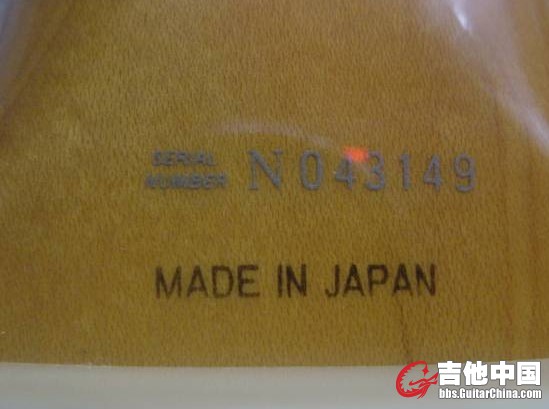 SERIAL
NUMBER N043149
MADE IN JAPAN
吉他中国
bbs.GuitarChina.com